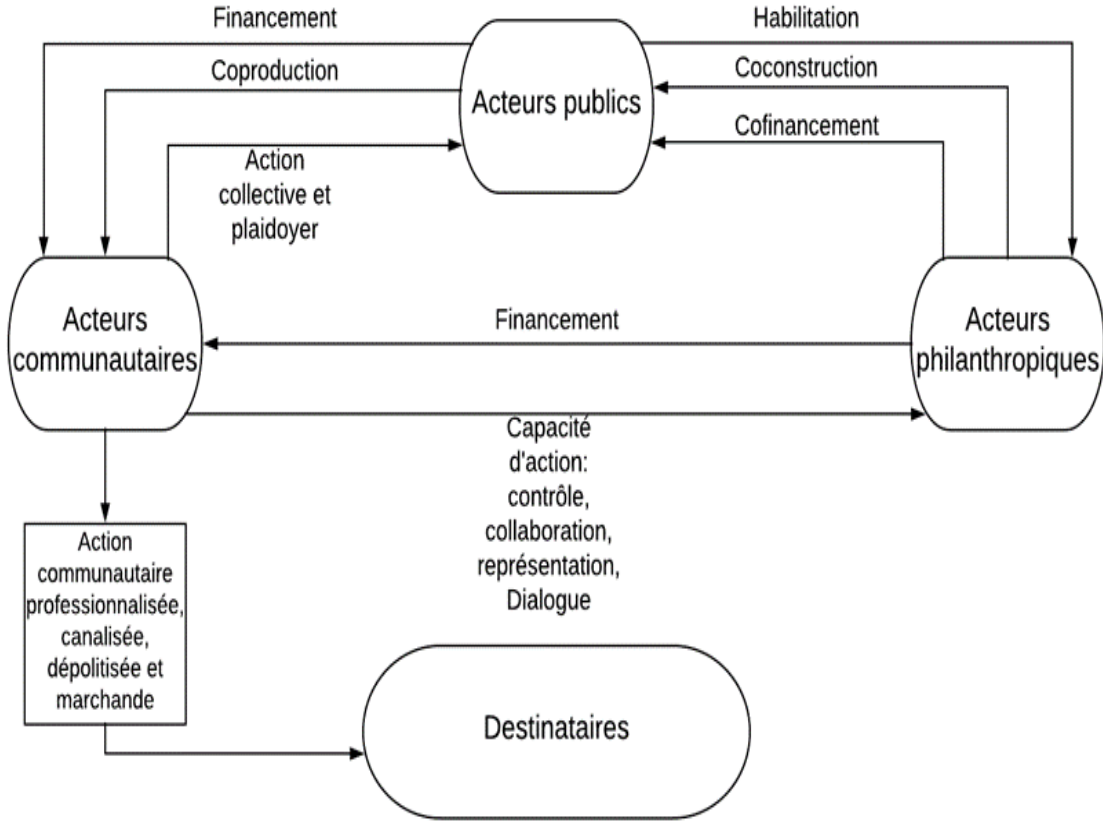 Financement
Habilitation
Coproduction
Acteurs publics
Coconstruction
Cofinancement
Action
collective et
plaidoyer
Acteurs
communautaires
Financement
Acteurs
philanthropiques
Capacité
d'action:
contrôle,
collaboration,
représentation,
Dialogue
Action
communautaire
professionnalisée,
canalisée,
dépolitisée et
marchande
Destinataires